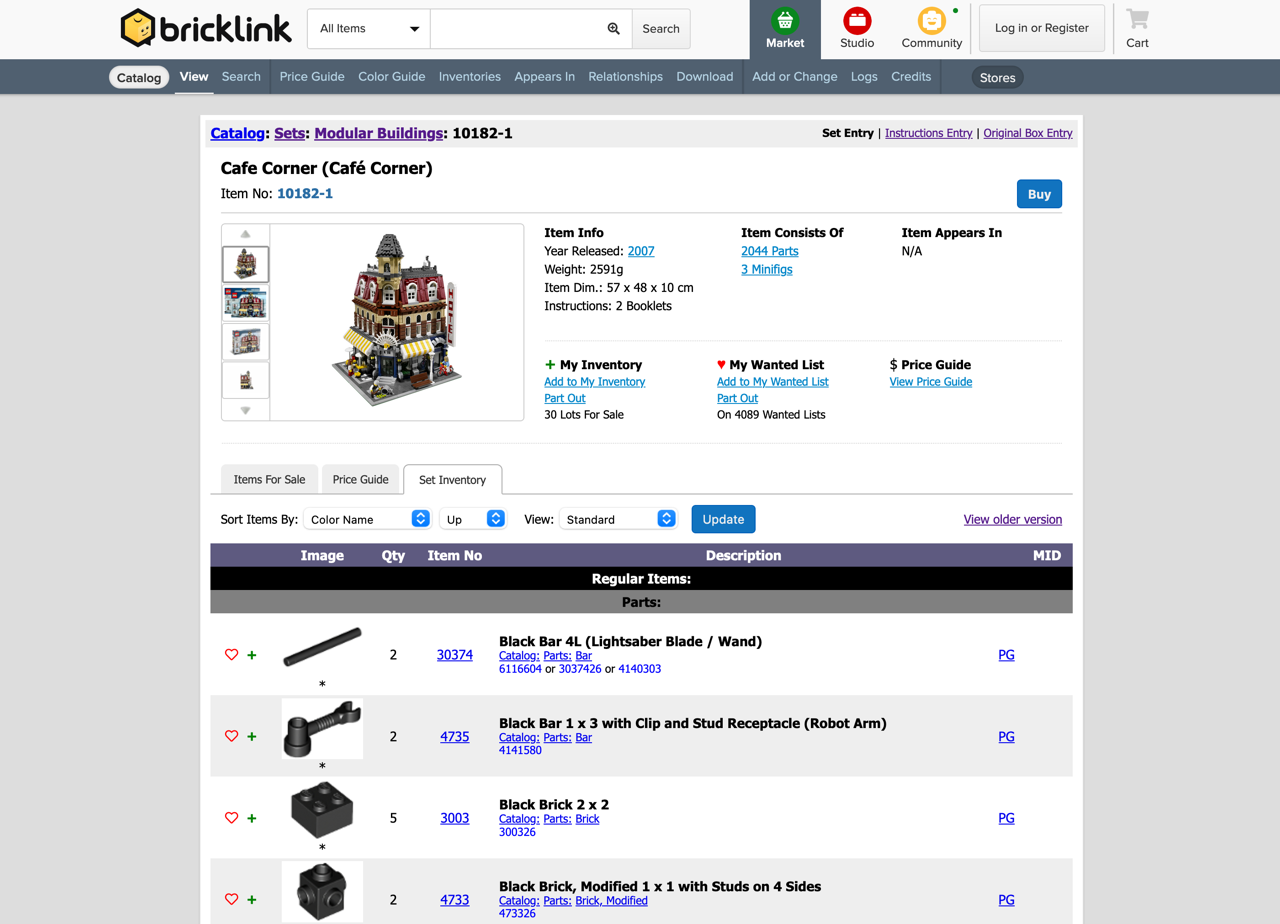 bricklink
All Items
Search
Market
Studio
Community
Log in or Register
Cart
Catalog View Search Price Guide Color Guide Inventories Appears In Relationships Download Add or Change Logs Credits Stores
Catalog: Sets: Modular Buildings: 10182-1
Set Entry | Instructions Entry | Original Box Entry
Cafe Corner (Café Corner)
Item No: 10182-1
Buy
HOTEL
Item Info
Year Released: 2007
Weight: 2591g
Item Dim.: 57 x 48 x 10 cm
Instructions: 2 Booklets
Item Consists Of
2044 Parts
3 Minifigs
Item Appears In
N/A
+ My Inventory
Add to My Inventory
Part Out
30 Lots For Sale
♥ My Wanted List
Add to My Wanted List
Part Out
On 4089 Wanted Lists
$ Price Guide
View Price Guide
Items For Sale Price Guide Set Inventory
Sort Items By: Color Name Up View: Standard Update View older version
Image Qty Item No Description MID
Regular Items:
Parts:
+ * 2 30374 Black Bar 4L (Lightsaber Blade / Wand) PG
Catalog: Parts: Bar
6116604 or 3037426 or 4140303
+ * 2 4735 Black Bar 1 x 3 with Clip and Stud Receptacle (Robot Arm) PG
Catalog: Parts: Bar
4141580
+ * 5 3003 Black Brick 2 x 2 PG
Catalog: Parts: Brick
300326
+ 2 4733 Black Brick, Modified 1 x 1 with Studs on 4 Sides PG
Catalog: Parts: Brick, Modified
473326